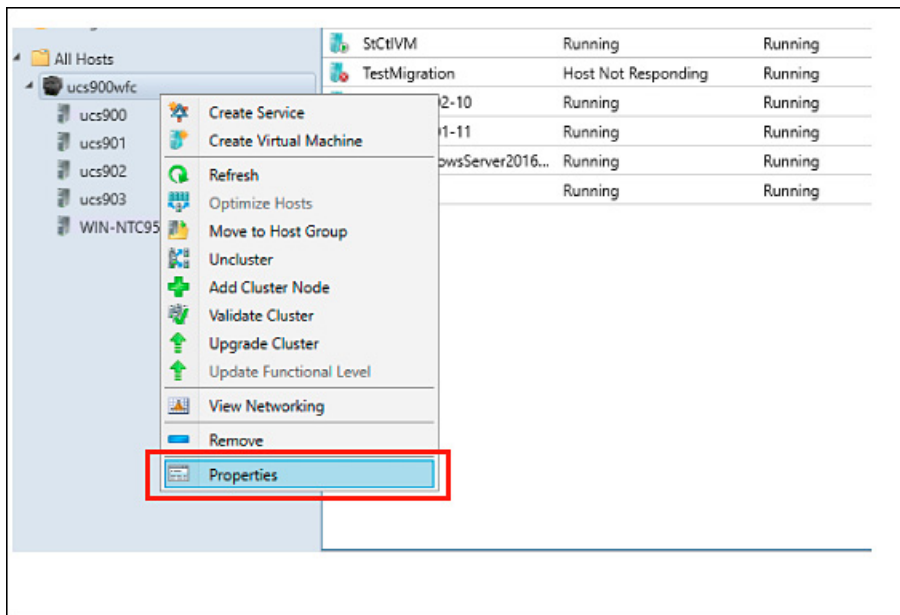 All Hosts
ucs900wfc
ucs900
ucs901
ucs902
ucs903
WIN-NTC95
Create Service
Create Virtual Machine
Refresh
Optimize Hosts
Move to Host Group
Uncluster
Add Cluster Node
Validate Cluster
Upgrade Cluster
Update Functional Level
View Networking
Remove
Properties
StCtlVM Running Running
TestMigration Host Not Responding Running
02-10 Running Running
01-11 Running Running
owsServer2016... Running Running
Running Running